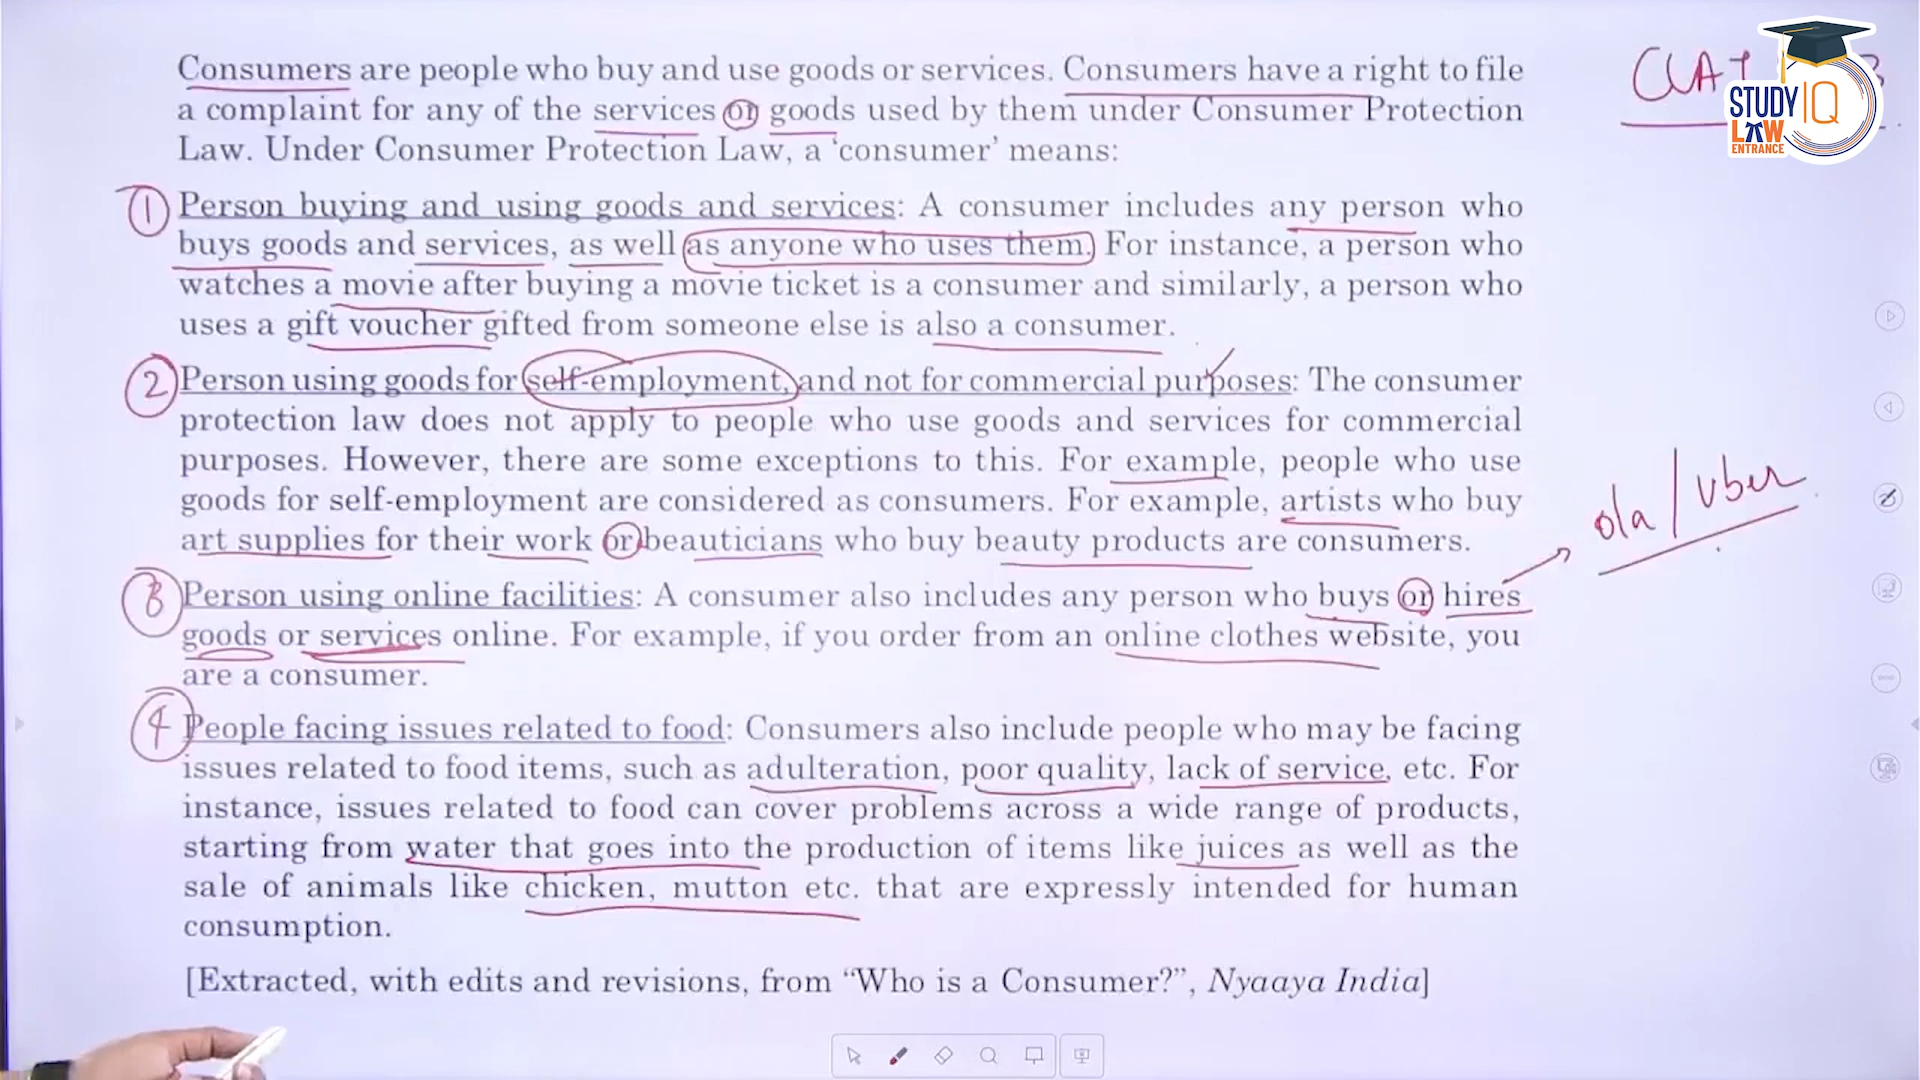 Consumers are people who buy and use goods or services. Consumers have a right to file
a complaint for any of the services or goods used by them under Consumer Protection
Law. Under Consumer Protection Law, a ‘consumer’ means:
1 Person buying and using goods and services: A consumer includes any person who
buys goods and services, as well as anyone who uses them. For instance, a person who
watches a movie after buying a movie ticket is a consumer and similarly, a person who
uses a gift voucher gifted from someone else is also a consumer.
2 Person using goods for self-employment, and not for commercial purposes: The consumer
protection law does not apply to people who use goods and services for commercial
purposes. However, there are some exceptions to this. For example, people who use
goods for self-employment are considered as consumers. For example, artists who buy
art supplies for their work or beauticians who buy beauty products are consumers.
3 Person using online facilities: A consumer also includes any person who buys or hires
goods or services online. For example, if you order from an online clothes website, you
are a consumer.
4 People facing issues related to food: Consumers also include people who may be facing
issues related to food items, such as adulteration, poor quality, lack of service, etc. For
instance, issues related to food can cover problems across a wide range of products,
starting from water that goes into the production of items like juices as well as the
sale of animals like chicken, mutton etc. that are expressly intended for human
consumption.
[Extracted, with edits and revisions, from “Who is a Consumer?”, Nyaaya India]
CLAT
STUDY IQ
LAW
ENTRANCE
ola/uber